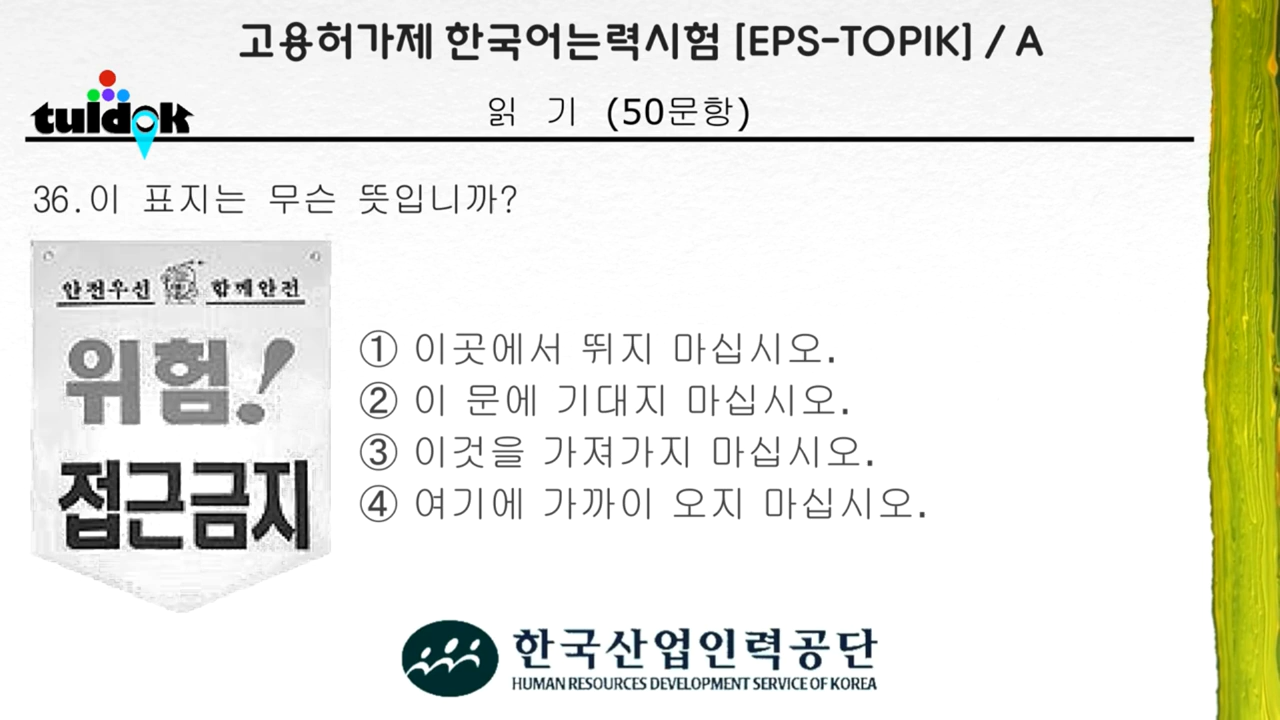 고용허가제 한국어능력시험 [EPS-TOPIK] / A
tuidok
읽 기 (50문항)
36.이 표지는 무슨 뜻입니까?
안전우선 함께안전
위험!
접근금지
① 이곳에서 뛰지 마십시오.
② 이 문에 기대지 마십시오.
③ 이것을 가져가지 마십시오.
④ 여기에 가까이 오지 마십시오.
한국산업인력공단
HUMAN RESOURCES DEVELOPMENT SERVICE OF KOREA